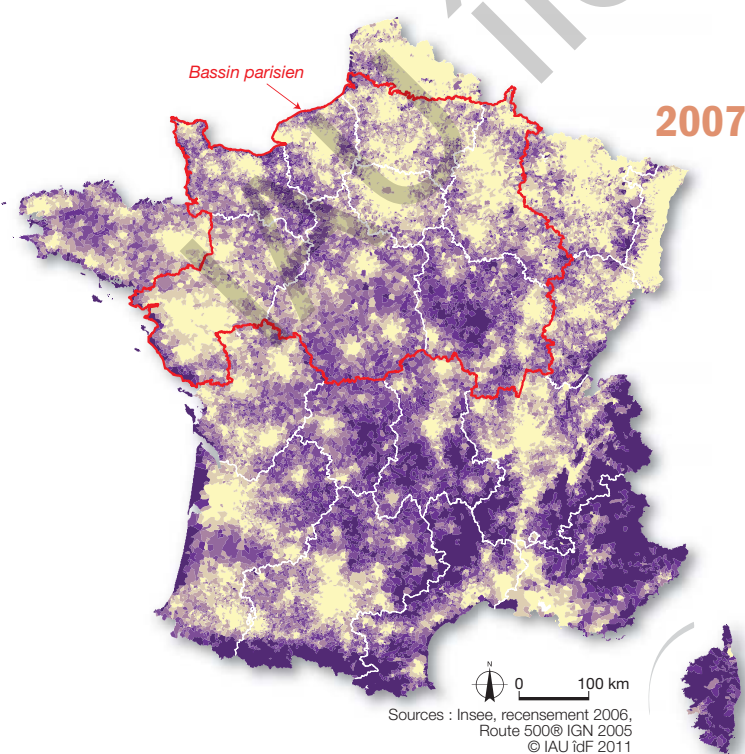 Bassin parisien
2007
N
0 100 km
Sources : Insee, recensement 2006,
Route 500® IGN 2005
© IAU îdF 2011